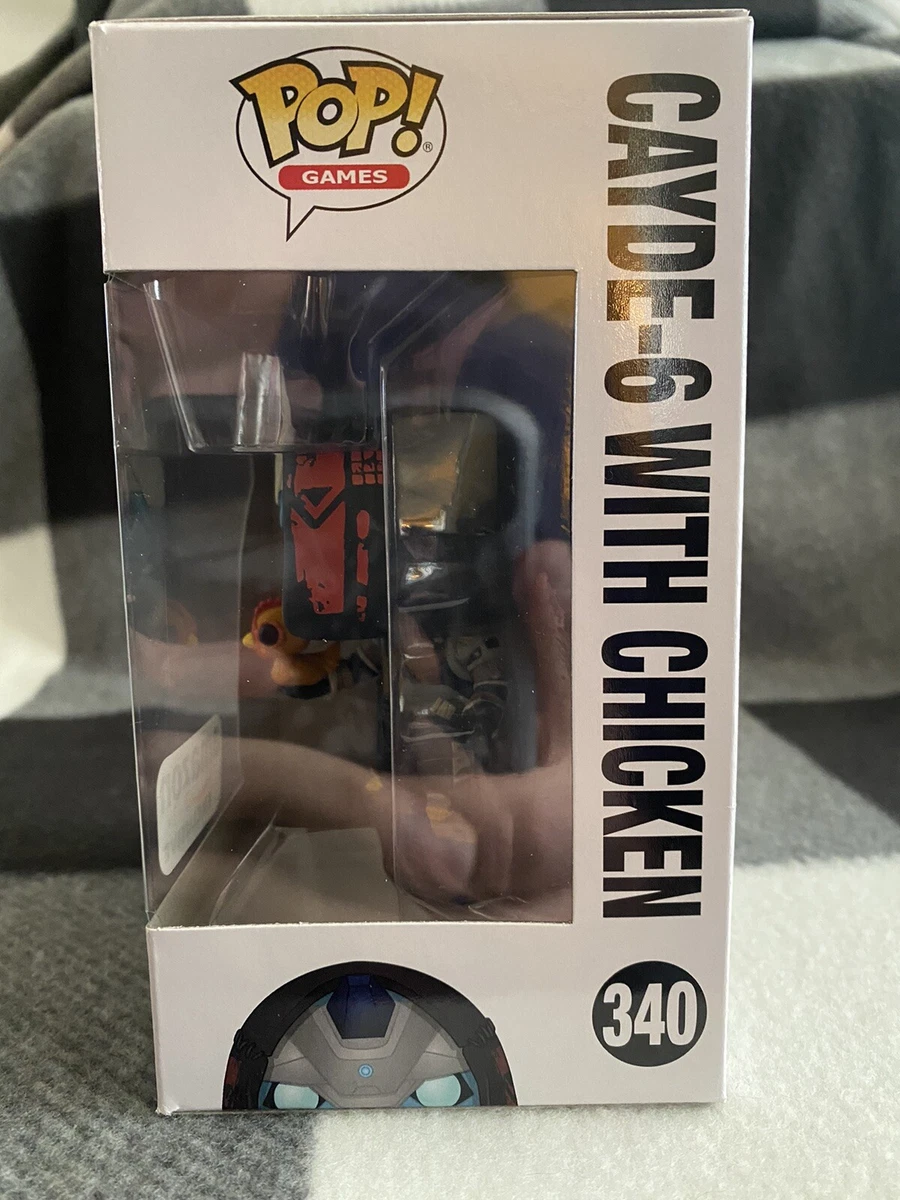 POP!
®
GAMES
CAYDE-6 WITH CHICKEN
340